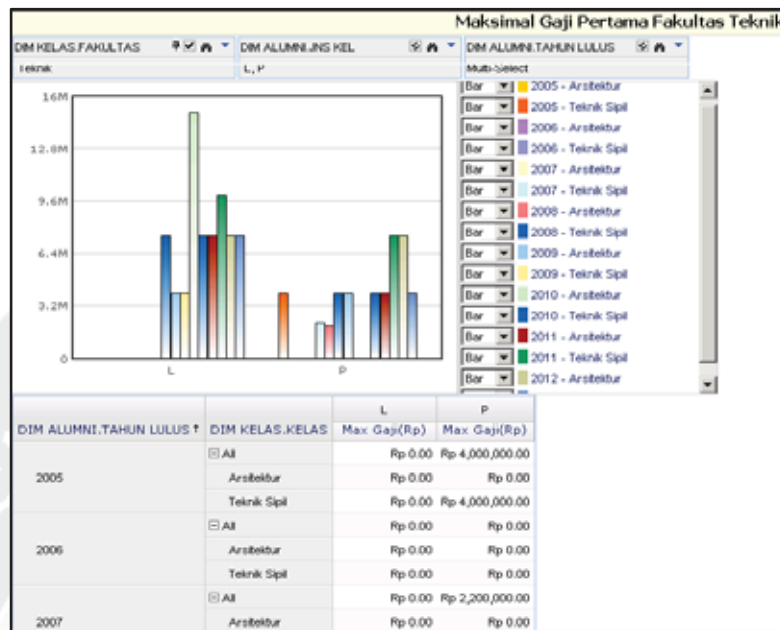 Maksimal Gaji Pertama Fakultas Teknik
DIM KELAS.FAKULTAS DIM ALUMNI.JNS KEL DIM ALUMNI.TAHUN LULUS
Teknik L, P Multi-Select
16M
12.8M
9.6M
6.4M
3.2M
0
L P
Bar 2005 - Arsitektur
Bar 2005 - Teknik Sipil
Bar 2006 - Arsitektur
Bar 2006 - Teknik Sipil
Bar 2007 - Arsitektur
Bar 2007 - Teknik Sipil
Bar 2008 - Arsitektur
Bar 2008 - Teknik Sipil
Bar 2009 - Arsitektur
Bar 2009 - Teknik Sipil
Bar 2010 - Arsitektur
Bar 2010 - Teknik Sipil
Bar 2011 - Arsitektur
Bar 2011 - Teknik Sipil
Bar 2012 - Arsitektur
L P
DIM ALUMNI.TAHUN LULUS DIM KELAS.KELAS Max Gaji(Rp) Max Gaji(Rp)
All Rp 0.00 Rp 4,000,000.00
2005 Arsitektur Rp 0.00 Rp 0.00
Teknik Sipil Rp 0.00 Rp 4,000,000.00
All Rp 0.00 Rp 0.00
2006 Arsitektur Rp 0.00 Rp 0.00
Teknik Sipil Rp 0.00 Rp 0.00
All Rp 0.00 Rp 2,200,000.00
2007 Arsitektur Rp 0.00 Rp 0.00